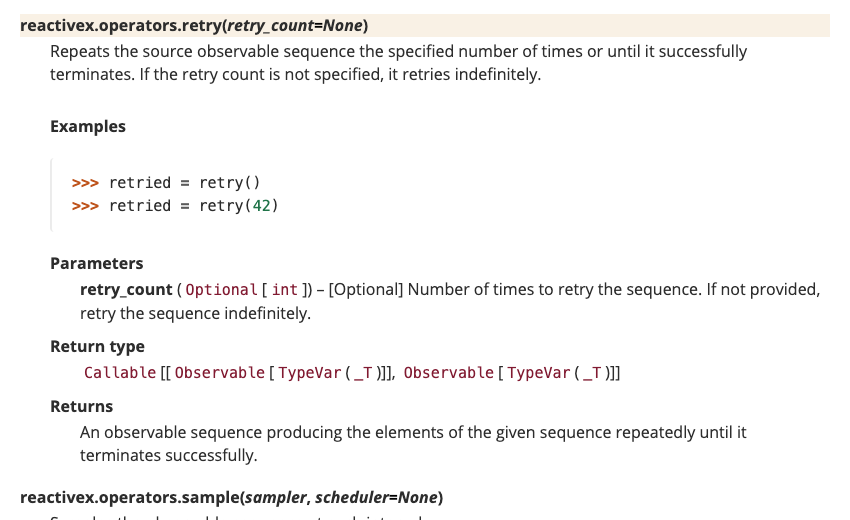 reactivex.operators.retry(retry_count=None)
Repeats the source observable sequence the specified number of times or until it successfully
terminates. If the retry count is not specified, it retries indefinitely.
Examples
>>> retried = retry()
>>> retried = retry(42)
Parameters
retry_count (Optional[int]) – [Optional] Number of times to retry the sequence. If not provided,
retry the sequence indefinitely.
Return type
Callable[[Observable[TypeVar(_T)]], Observable[TypeVar(_T)]]
Returns
An observable sequence producing the elements of the given sequence repeatedly until it
terminates successfully.
reactivex.operators.sample(sampler, scheduler=None)